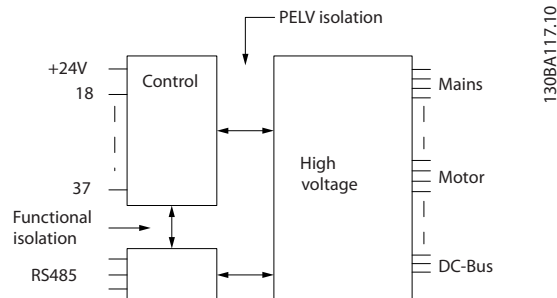 PELV isolation
130BA117.10
+24V
Control
18
Mains
High
voltage
37
Motor
Functional
isolation
RS485
DC-Bus